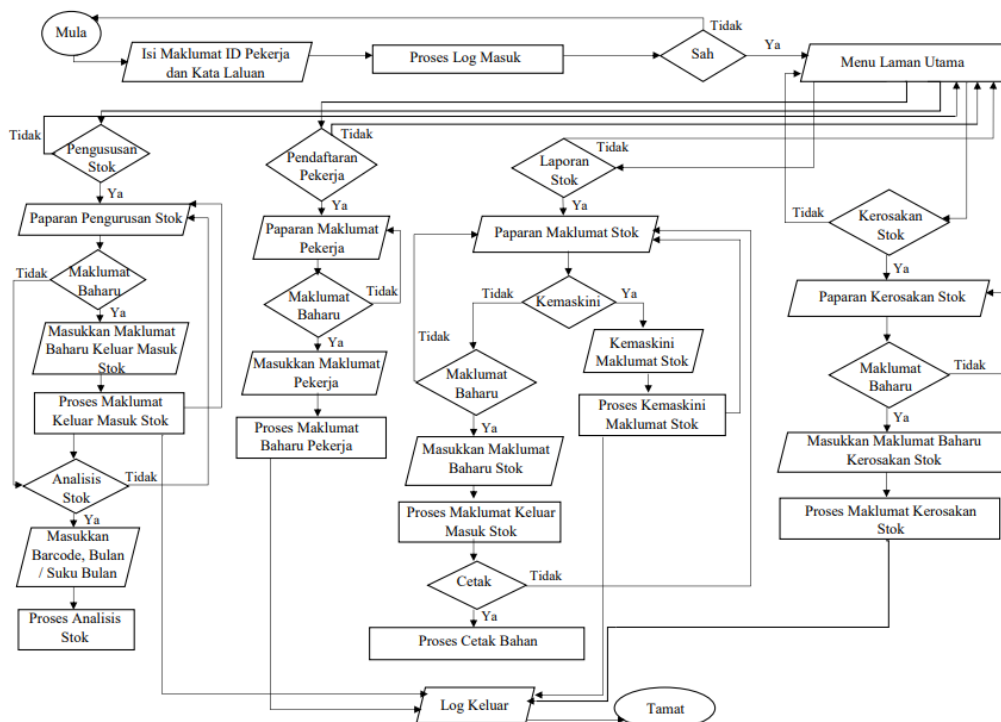 Mula
Tidak
Isi Maklumat ID Pekerja
dan Kata Laluan
Proses Log Masuk
Sah
Ya
Menu Laman Utama
Tidak
Pengususan
Stok
Ya
Paparan Pengurusan Stok
Tidak
Maklumat
Baharu
Ya
Masukkan Maklumat
Baharu Keluar Masuk
Stok
Proses Maklumat
Keluar Masuk Stok
Analisis
Stok
Tidak
Ya
Masukkan
Barcode, Bulan
/ Suku Bulan
Proses Analisis
Stok
Tidak
Pendaftaran
Pekerja
Ya
Paparan Maklumat
Pekerja
Maklumat
Baharu
Tidak
Ya
Masukkan Maklumat
Pekerja
Proses Maklumat
Baharu Pekerja
Tidak
Laporan
Stok
Ya
Paparan Maklumat Stok
Tidak
Kemaskini
Ya
Kemaskini
Maklumat Stok
Proses Kemaskini
Maklumat Stok
Tidak
Maklumat
Baharu
Ya
Masukkan Maklumat
Baharu Stok
Proses Maklumat Keluar
Masuk Stok
Cetak
Tidak
Ya
Proses Cetak Bahan
Tidak
Kerosakan
Stok
Ya
Paparan Kerosakan Stok
Maklumat
Baharu
Tidak
Ya
Masukkan Maklumat Baharu
Kerosakan Stok
Proses Maklumat Kerosakan
Stok
Log Keluar
Tamat